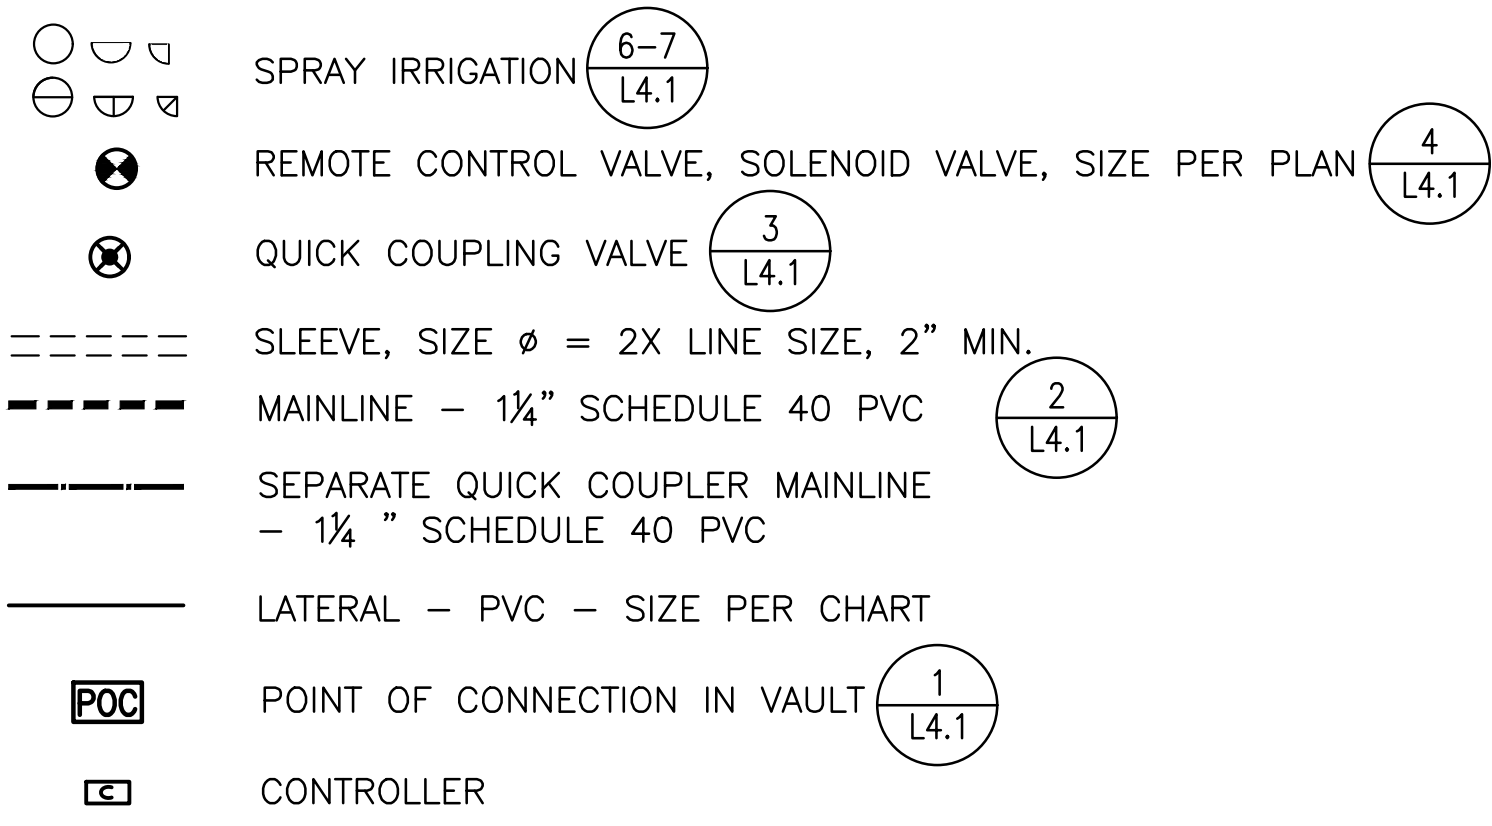 SPRAY IRRIGATION 6-7 L4.1
REMOTE CONTROL VALVE, SOLENOID VALVE, SIZE PER PLAN 4 L4.1
QUICK COUPLING VALVE 3 L4.1
SLEEVE, SIZE ø = 2X LINE SIZE, 2” MIN.
MAINLINE – 1¼” SCHEDULE 40 PVC 2 L4.1
SEPARATE QUICK COUPLER MAINLINE
– 1¼ ” SCHEDULE 40 PVC
LATERAL – PVC – SIZE PER CHART
POC POINT OF CONNECTION IN VAULT 1 L4.1
C CONTROLLER